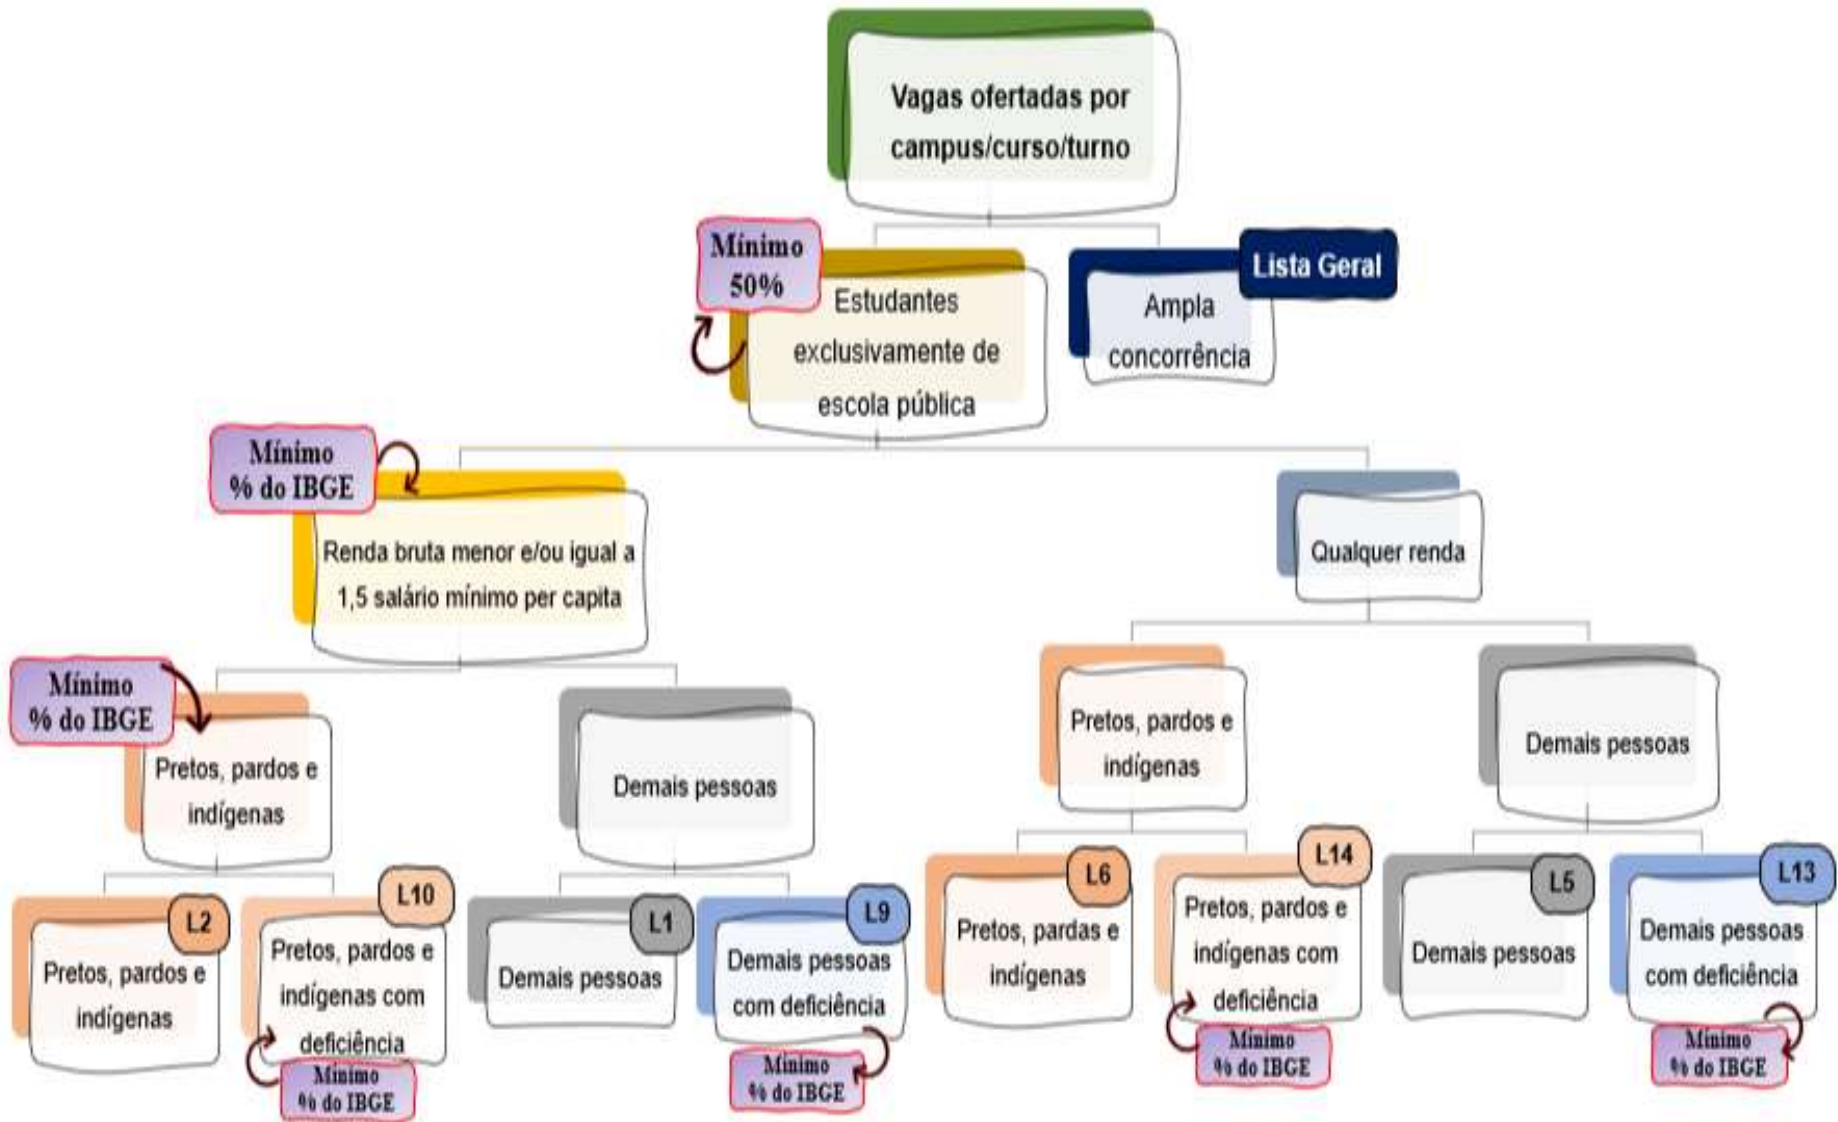 Vagas ofertadas por
campus/curso/turno
Mínimo
50%
Estudantes
exclusivamente de
escola pública
Lista Geral
Ampla
concorrência
Mínimo
% do IBGE
Renda bruta menor e/ou igual a
1,5 salário mínimo per capita
Qualquer renda
Mínimo
% do IBGE
Pretos, pardos e
indígenas
Demais pessoas
Pretos, pardos e
indígenas
Demais pessoas
L2
Pretos, pardos e
indígenas
L10
Pretos, pardos e
indígenas com
deficiência
Mínimo
% do IBGE
L1
Demais pessoas
L9
Demais pessoas
com deficiência
Mínimo
% do IBGE
L6
Pretos, pardas e
indígenas
L14
Pretos, pardos e
indígenas com
deficiência
Mínimo
% do IBGE
L5
Demais pessoas
L13
Demais pessoas
com deficiência
Mínimo
% do IBGE